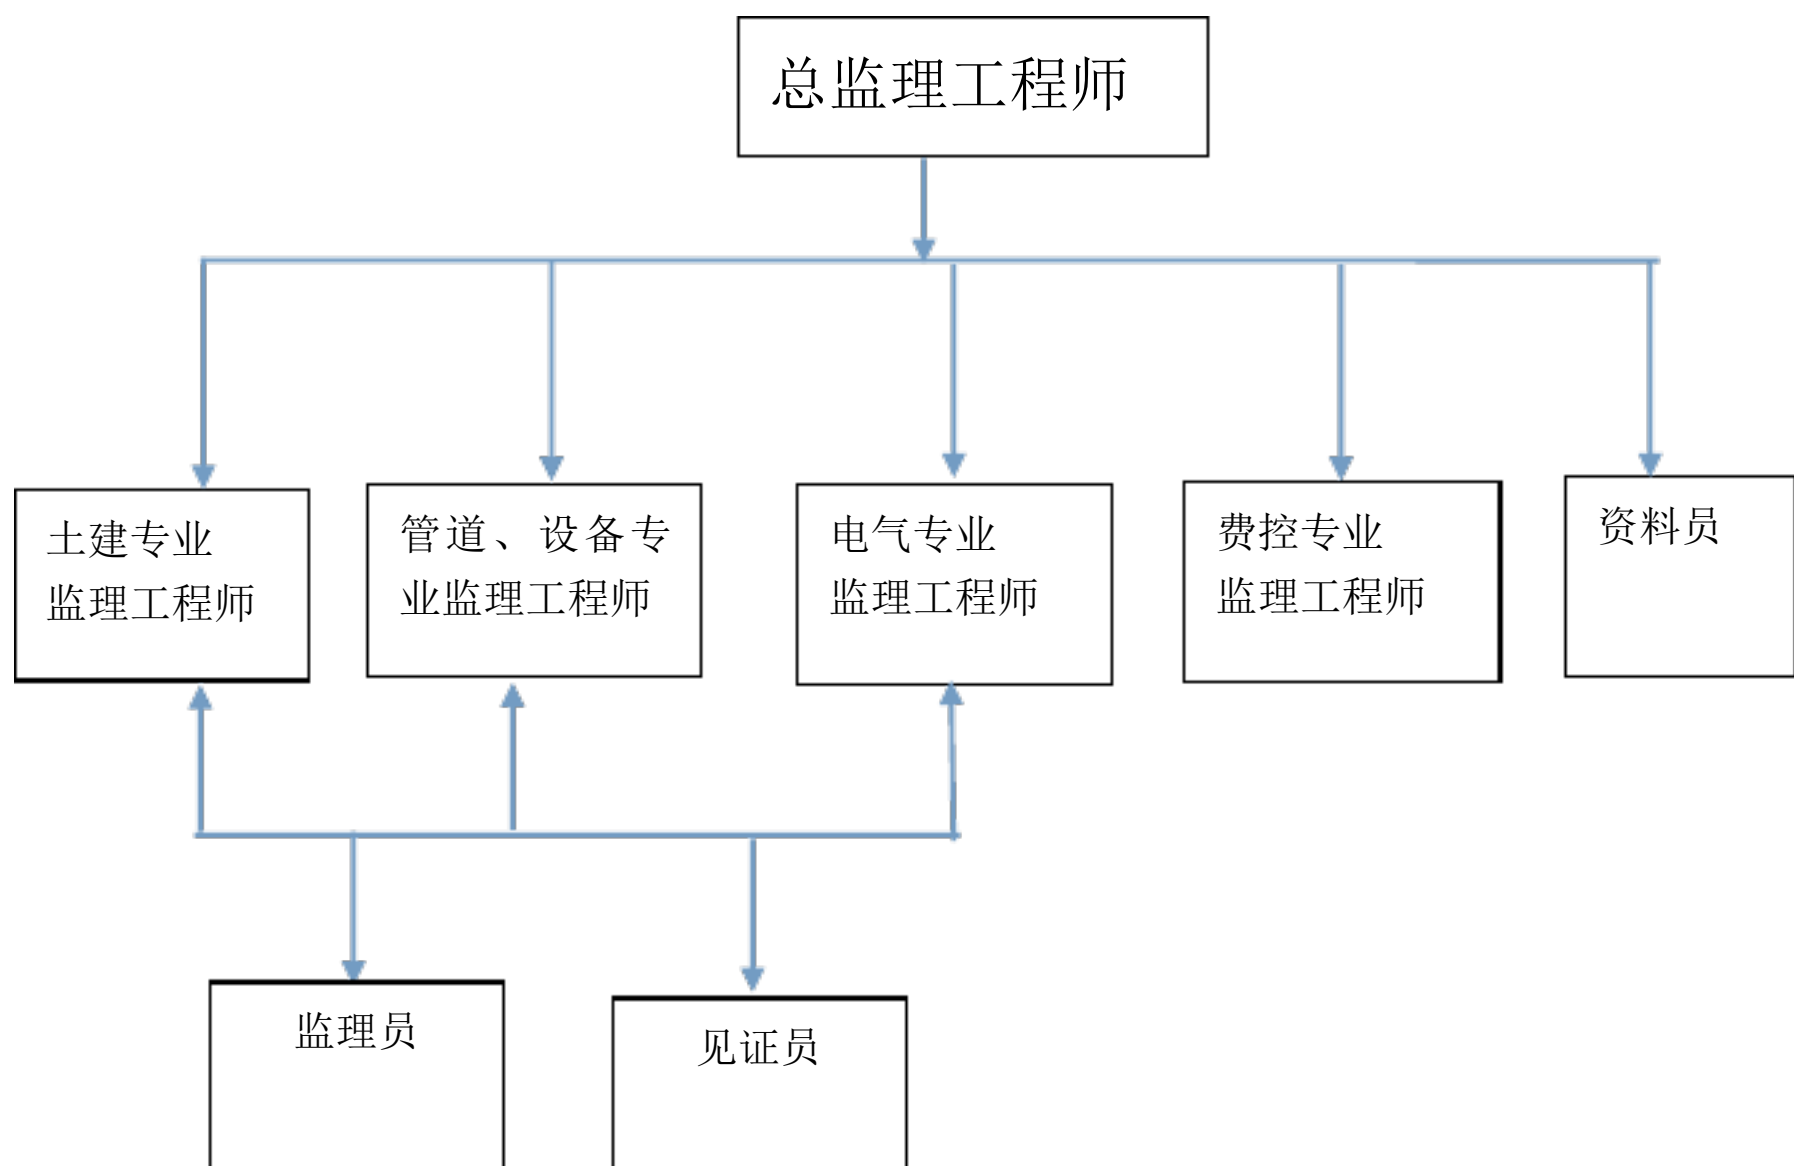 总监理工程师
土建专业
监理工程师
管道、设备专
业监理工程师
电气专业
监理工程师
费控专业
监理工程师
资料员
监理员
见证员